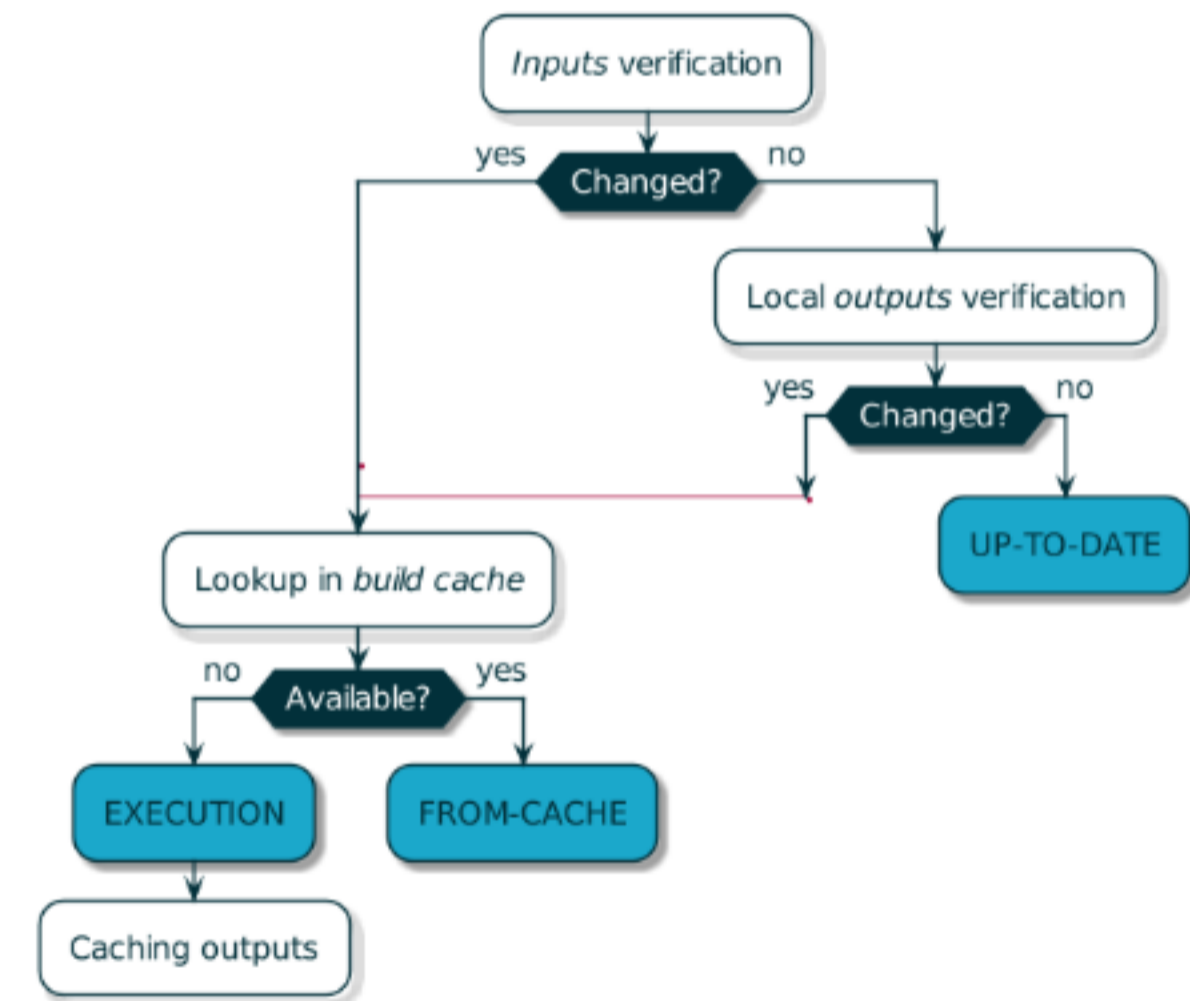 Inputs verification
yes
Changed?
no
Local outputs verification
yes
Changed?
no
UP-TO-DATE
Lookup in build cache
no
Available?
yes
EXECUTION
FROM-CACHE
Caching outputs